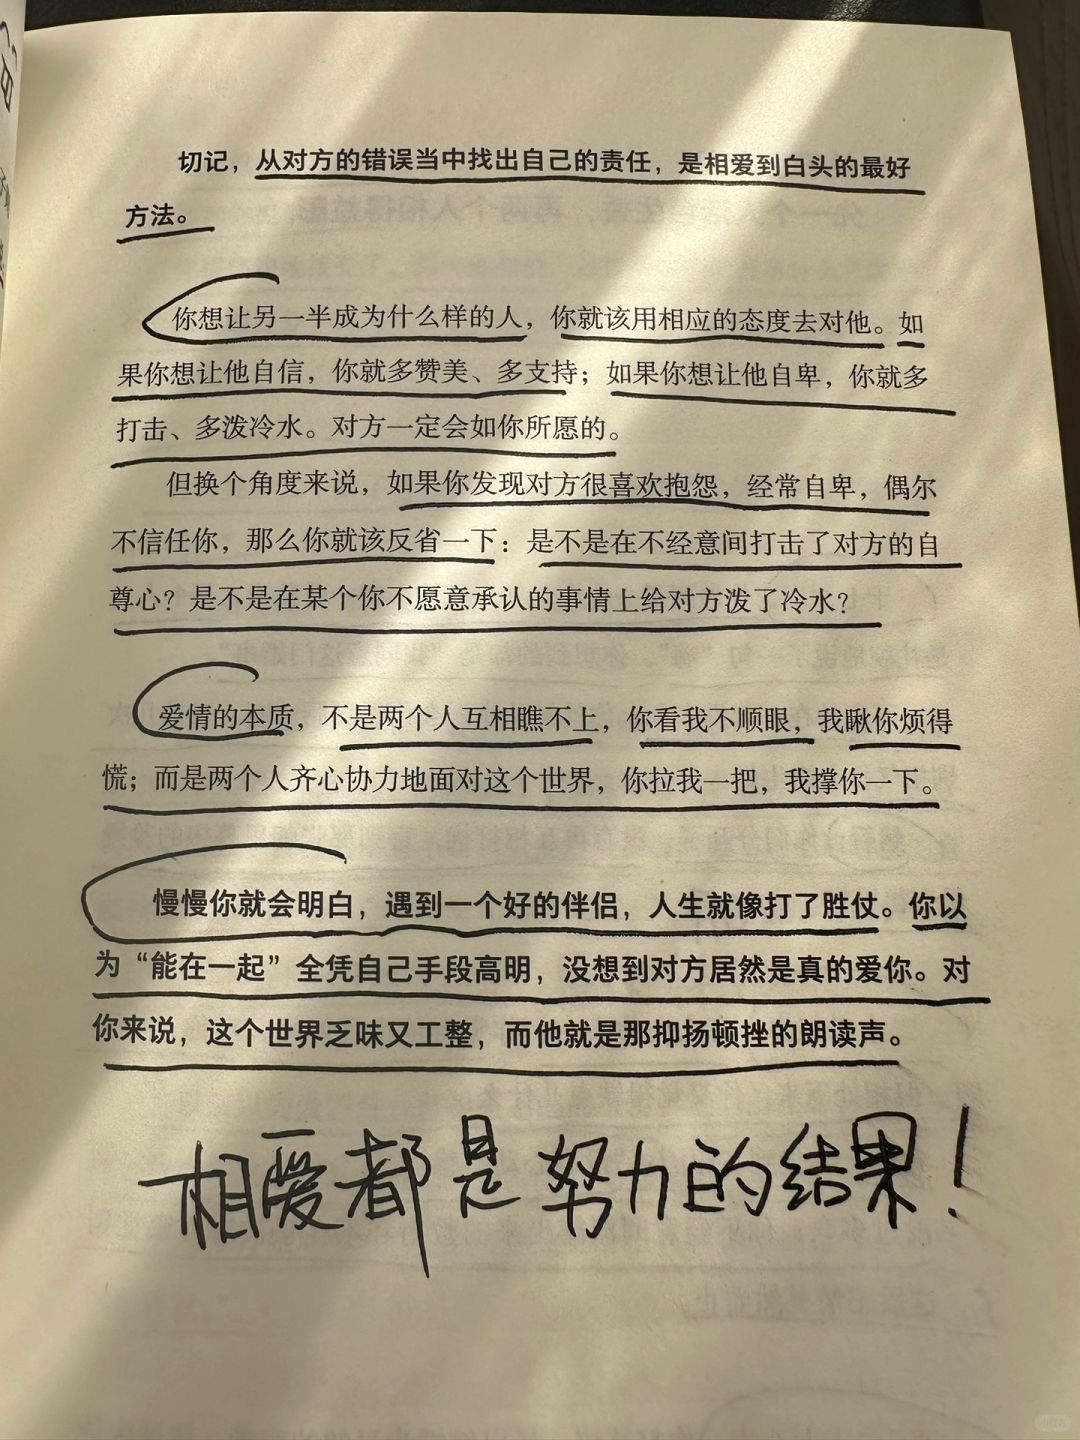 切记，从对方的错误当中找出自己的责任，是相爱到白头的最好
方法。
你想让另一半成为什么样的人，你就该用相应的态度去对他。如
果你想让他自信，你就多赞美、多支持；如果你想让他自卑，你就多
打击、多泼冷水。对方一定会如你所愿的。
但换个角度来说，如果你发现对方很喜欢抱怨，经常自卑，偶尔
不信任你，那么你就该反省一下：是不是在不经意间打击了对方的自
尊心？是不是在某个你不愿意承认的事情上给对方泼了冷水？
爱情的本质，不是两个人互相瞧不上，你看我不顺眼，我瞅你烦得
慌；而是两个人齐心协力地面对这个世界，你拉我一把，我撑你一下。
慢慢你就会明白，遇到一个好的伴侣，人生就像打了胜仗。你以
为“能在一起”全凭自己手段高明，没想到对方居然是真的爱你。对
你来说，这个世界乏味又工整，而他就是那抑扬顿挫的朗读声。
相爱都是努力的结果！